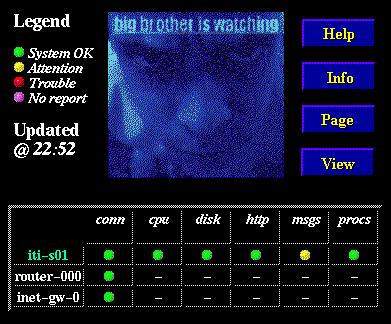 Legend
big brother is watching
System OK
Attention
Trouble
No report
Updated
@ 22:52
Help
Info
Page
View
conn cpu disk http msgs procs
iti-s01
router-000 – – – – –
inet-gw-0 – – – – –